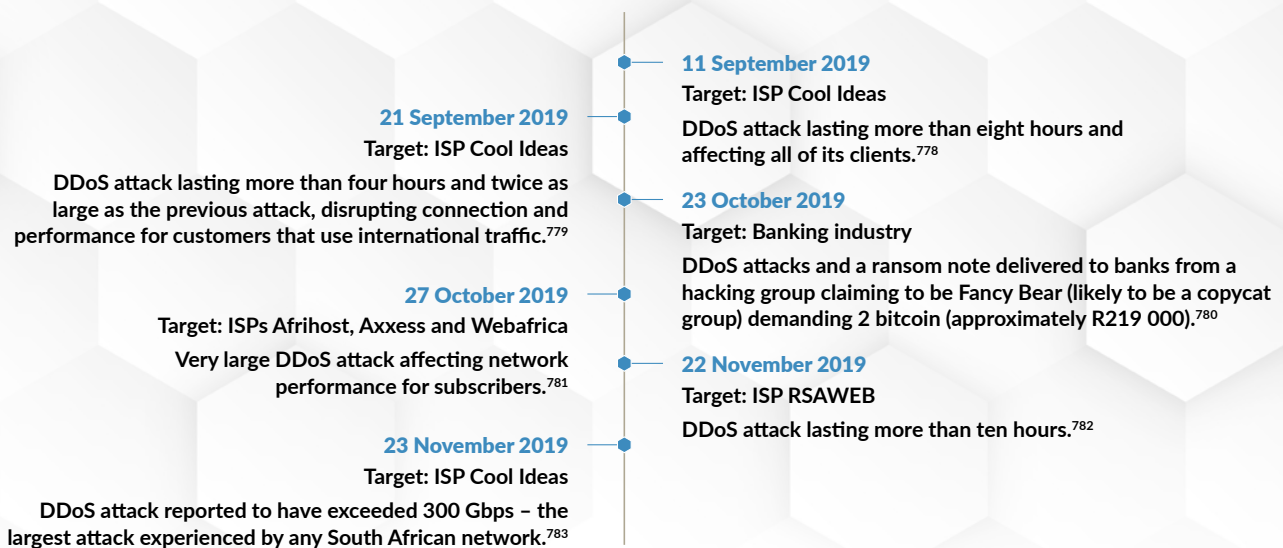 11 September 2019
Target: ISP Cool Ideas
DDoS attack lasting more than eight hours and
affecting all of its clients.778
21 September 2019
Target: ISP Cool Ideas
DDoS attack lasting more than four hours and twice as
large as the previous attack, disrupting connection and
performance for customers that use international traffic.779
23 October 2019
Target: Banking industry
DDoS attacks and a ransom note delivered to banks from a
hacking group claiming to be Fancy Bear (likely to be a copycat
group) demanding 2 bitcoin (approximately R219 000).780
27 October 2019
Target: ISPs Afrihost, Axxess and Webafrica
Very large DDoS attack affecting network
performance for subscribers.781
22 November 2019
Target: ISP RSAWEB
DDoS attack lasting more than ten hours.782
23 November 2019
Target: ISP Cool Ideas
DDoS attack reported to have exceeded 300 Gbps – the
largest attack experienced by any South African network.783